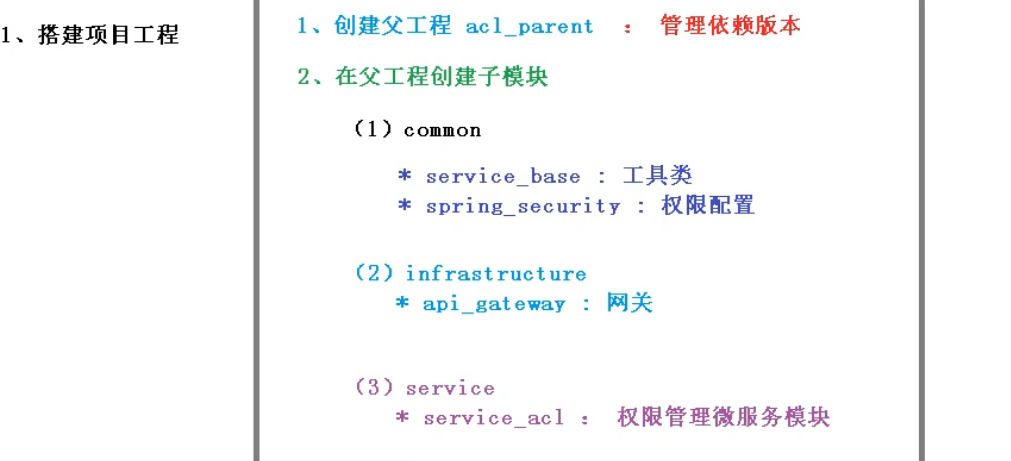 1、搭建项目工程
1、创建父工程 acl_parent ： 管理依赖版本
2、在父工程创建子模块
（1）common
* service_base : 工具类
* spring_security : 权限配置
（2）infrastructure
* api_gateway : 网关
（3）service
* service_acl ： 权限管理微服务模块